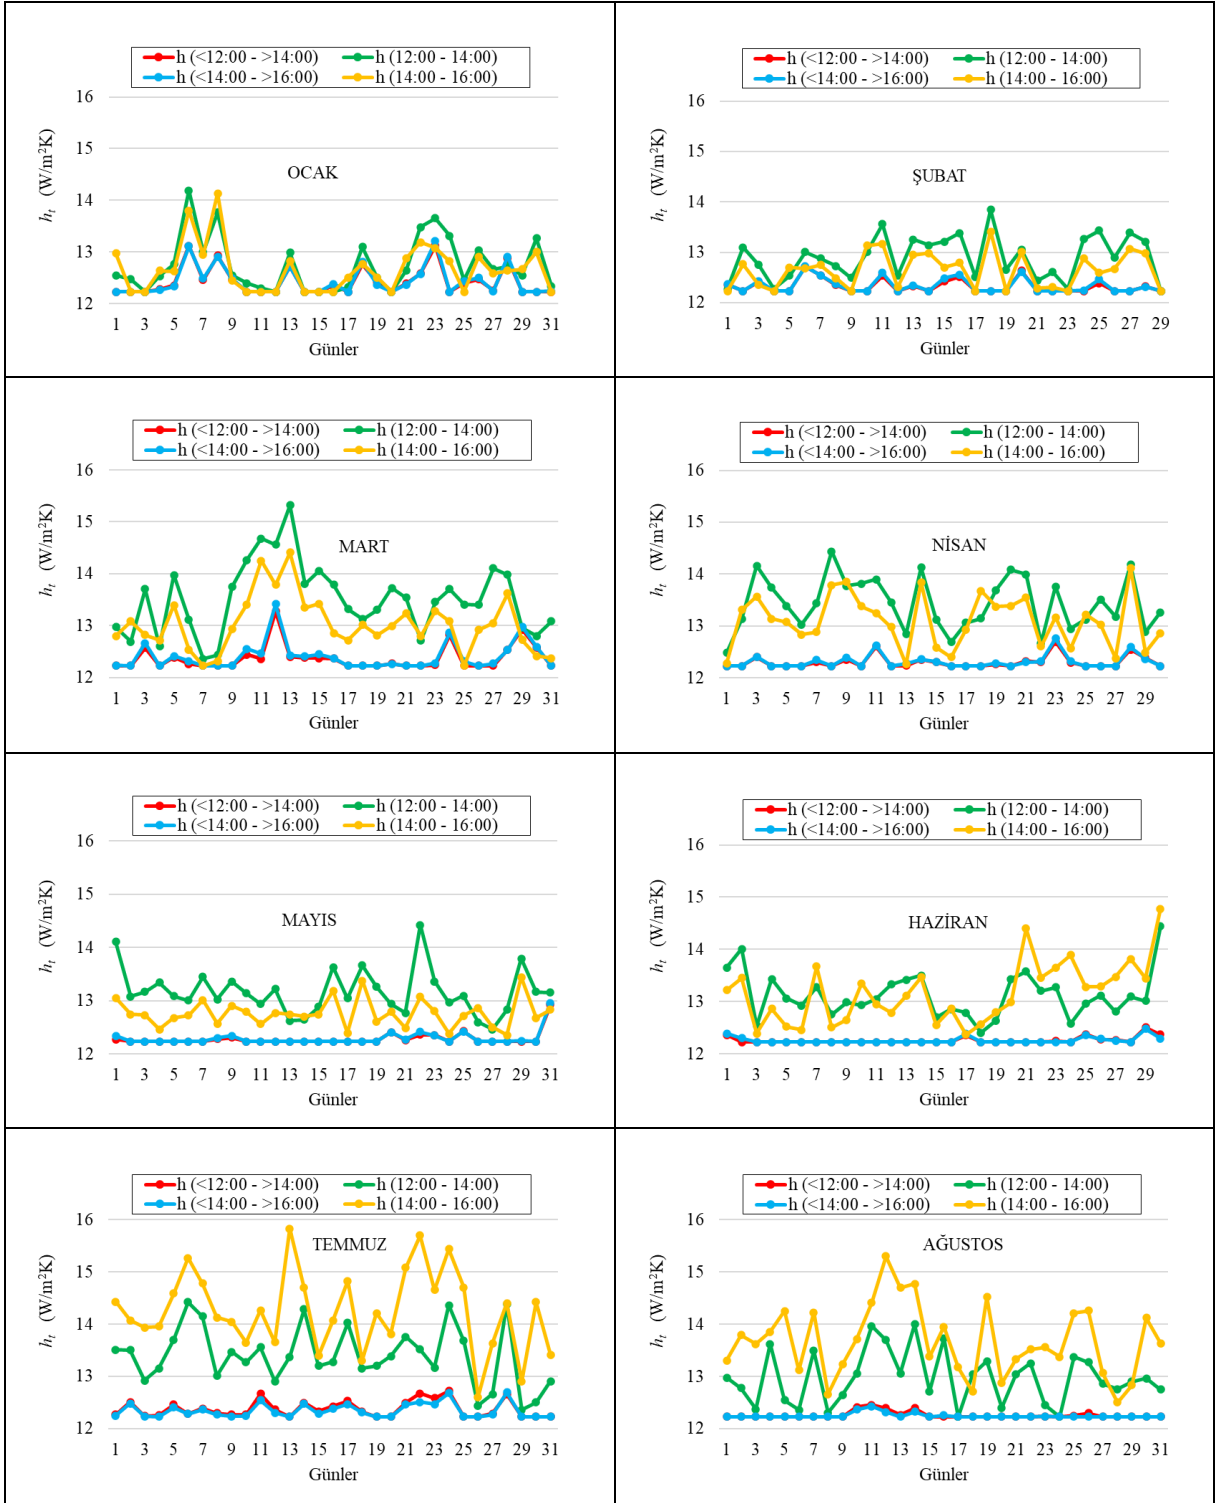 h (<12:00 - >14:00) h (12:00 - 14:00)
h (<14:00 - >16:00) h (14:00 - 16:00)
16
15
14
13
12
ht (W/m²K)
OCAK
1 3 5 7 9 11 13 15 17 19 21 23 25 27 29 31
Günler
h (<12:00 - >14:00) h (12:00 - 14:00)
h (<14:00 - >16:00) h (14:00 - 16:00)
16
15
14
13
12
ht (W/m²K)
ŞUBAT
1 3 5 7 9 11 13 15 17 19 21 23 25 27 29
Günler
h (<12:00 - >14:00) h (12:00 - 14:00)
h (<14:00 - >16:00) h (14:00 - 16:00)
16
15
14
13
12
ht (W/m²K)
MART
1 3 5 7 9 11 13 15 17 19 21 23 25 27 29 31
Günler
h (<12:00 - >14:00) h (12:00 - 14:00)
h (<14:00 - >16:00) h (14:00 - 16:00)
16
15
14
13
12
ht (W/m²K)
NİSAN
1 3 5 7 9 11 13 15 17 19 21 23 25 27 29
Günler
h (<12:00 - >14:00) h (12:00 - 14:00)
h (<14:00 - >16:00) h (14:00 - 16:00)
16
15
14
13
12
ht (W/m²K)
MAYIS
1 3 5 7 9 11 13 15 17 19 21 23 25 27 29 31
Günler
h (<12:00 - >14:00) h (12:00 - 14:00)
h (<14:00 - >16:00) h (14:00 - 16:00)
16
15
14
13
12
ht (W/m²K)
HAZİRAN
1 3 5 7 9 11 13 15 17 19 21 23 25 27 29
Günler
h (<12:00 - >14:00) h (12:00 - 14:00)
h (<14:00 - >16:00) h (14:00 - 16:00)
16
15
14
13
12
ht (W/m²K)
TEMMUZ
1 3 5 7 9 11 13 15 17 19 21 23 25 27 29 31
Günler
h (<12:00 - >14:00) h (12:00 - 14:00)
h (<14:00 - >16:00) h (14:00 - 16:00)
16
15
14
13
12
ht (W/m²K)
AĞUSTOS
1 3 5 7 9 11 13 15 17 19 21 23 25 27 29 31
Günler